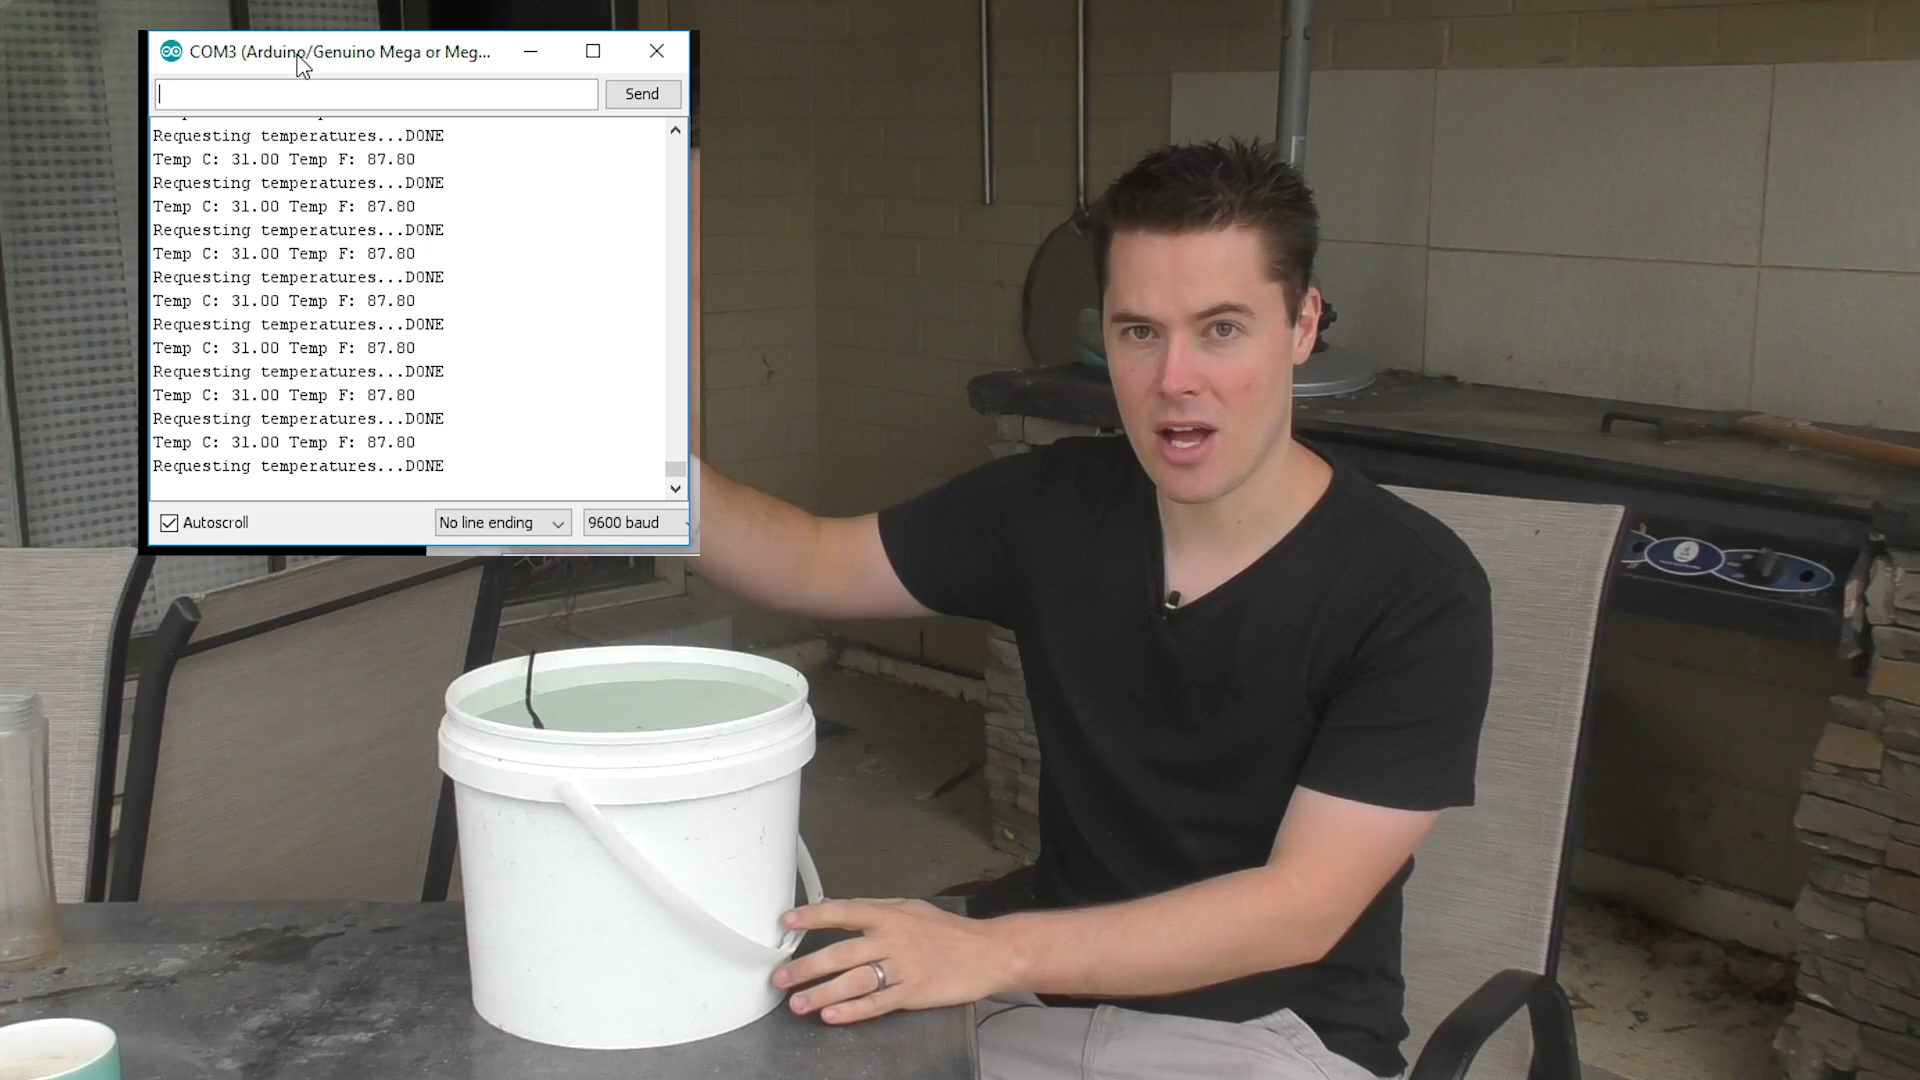 COM3 (Arduino/Genuino Mega or Meg...
Send
Requesting temperatures...DONE
Temp C: 31.00 Temp F: 87.80
Requesting temperatures...DONE
Temp C: 31.00 Temp F: 87.80
Requesting temperatures...DONE
Temp C: 31.00 Temp F: 87.80
Requesting temperatures...DONE
Temp C: 31.00 Temp F: 87.80
Requesting temperatures...DONE
Temp C: 31.00 Temp F: 87.80
Requesting temperatures...DONE
Temp C: 31.00 Temp F: 87.80
Requesting temperatures...DONE
Temp C: 31.00 Temp F: 87.80
Requesting temperatures...DONE
Autoscroll
No line ending
9600 baud